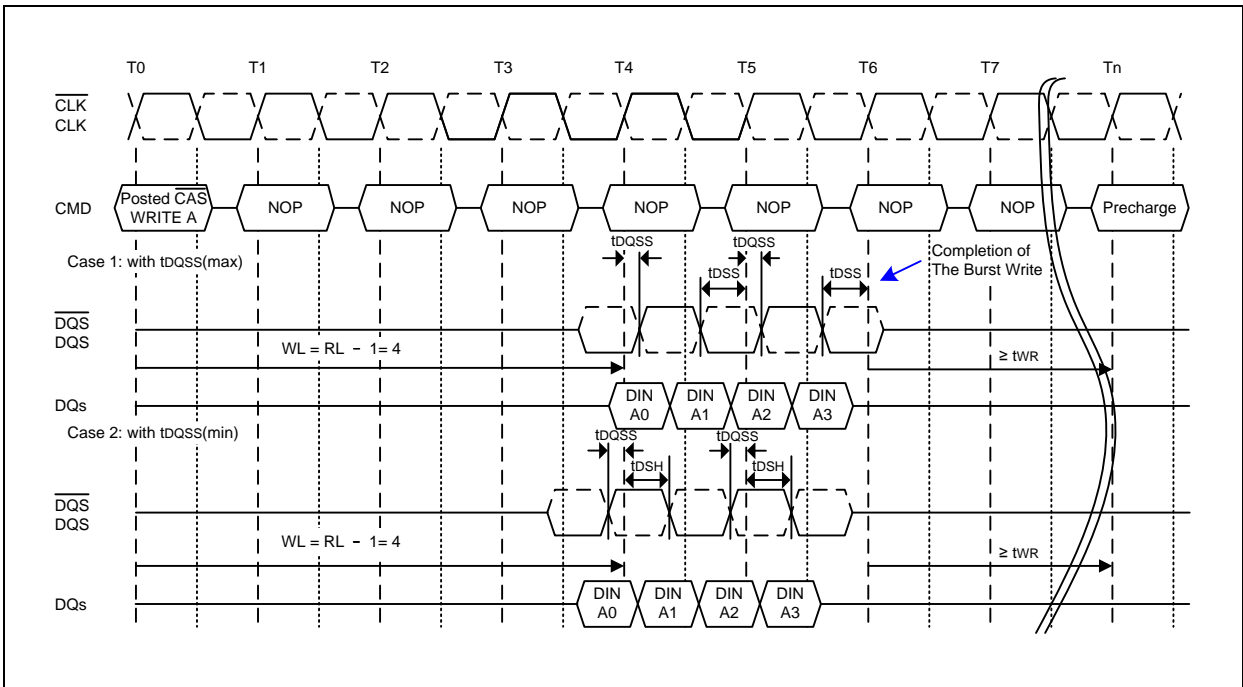 T0 T1 T2 T3 T4 T5 T6 T7 Tn
CLK
CLK
CMD
Posted CAS
WRITE A
NOP NOP NOP NOP NOP NOP NOP Precharge
Case 1: with tDQSS(max)
tDQSS tDQSS
tDSS tDSS
Completion of
The Burst Write
DQS
DQS
WL = RL - 1= 4
≥ tWR
DQs
DIN
A0
DIN
A1
DIN
A2
DIN
A3
Case 2: with tDQSS(min)
tDQSS tDQSS
tDSH tDSH
DQS
DQS
WL = RL - 1= 4
≥ tWR
DQs
DIN
A0
DIN
A1
DIN
A2
DIN
A3